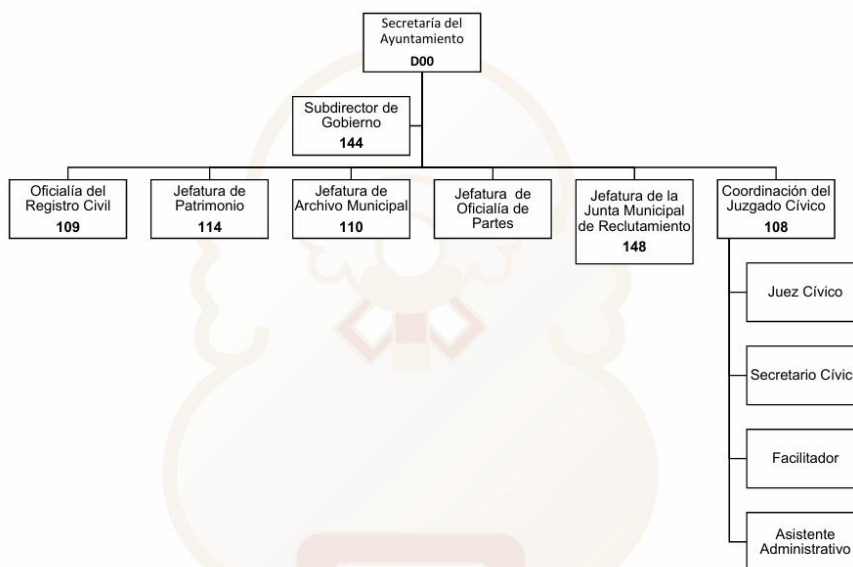 Secretaría del
Ayuntamiento
D00
Subdirector de
Gobierno
144
Oficialía del
Registro Civil
109
Jefatura de
Patrimonio
114
Jefatura de
Archivo Municipal
110
Jefatura de
Oficialía de
Partes
Jefatura de la
Junta Municipal
de Reclutamiento
148
Coordinación del
Juzgado Cívico
108
Juez Cívico
Secretario Cívico
Facilitador
Asistente
Administrativo